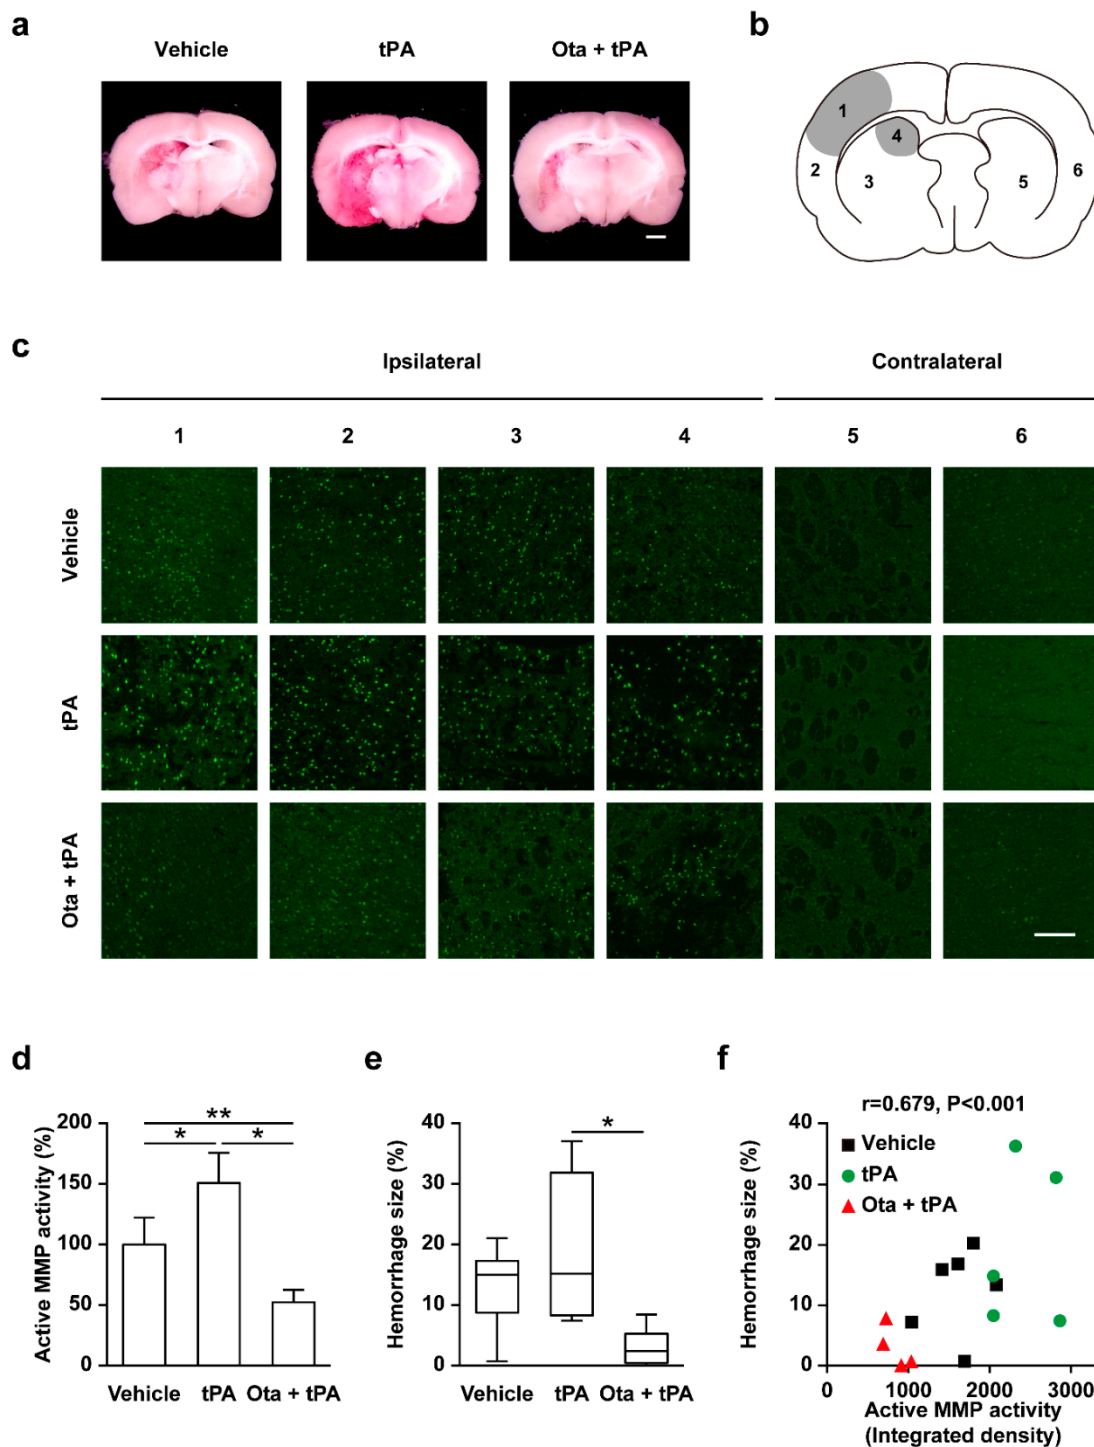 a
Vehicle tPA Ota + tPA
b
1
2
3
4
5
6
c
Ipsilateral Contralateral
1 2 3 4 5 6
Vehicle
tPA
Ota + tPA
d
Active MMP activity (%)
200
150
100
50
0
**
* *
Vehicle tPA Ota + tPA
e
Hemorrhage size (%)
40
30
20
10
0
*
Vehicle tPA Ota + tPA
f
r=0.679, P<0.001
Hemorrhage size (%)
40
30
20
10
0
Vehicle
tPA
Ota + tPA
0 1000 2000 3000
Active MMP activity
(Integrated density)